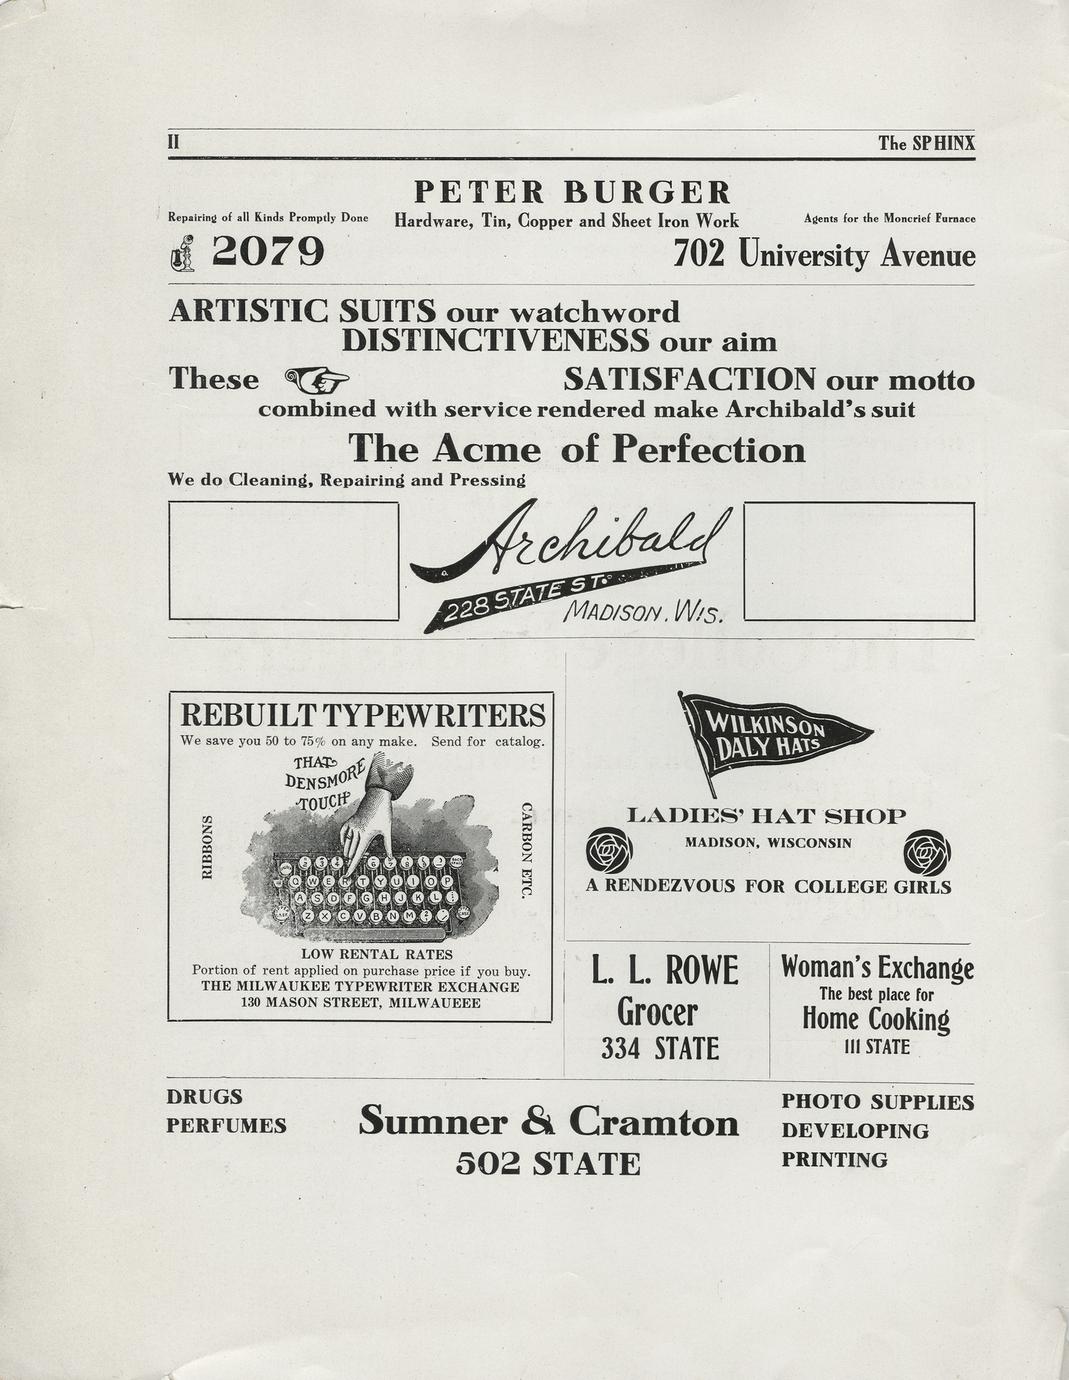 II The SPHINX
PETER BURGER
Repairing of all Kinds Promptly Done Hardware, Tin, Copper and Sheet Iron Work Agents for the Moncrief Furnace
2079 702 University Avenue
ARTISTIC SUITS our watchword
DISTINCTIVENESS our aim
These SATISFACTION our motto
combined with service rendered make Archibald's suit
The Acme of Perfection
We do Cleaning, Repairing and Pressing
Archibald
228 STATE ST.
MADISON, WIS.
REBUILT TYPEWRITERS
We save you 50 to 75% on any make. Send for catalog.
THAT
DENSMORE
TOUCH
RIBBONS
CARBON ETC.
Q W E R T Y U I O P
A S D F G H J K L
Z X C V B N M
LOW RENTAL RATES
Portion of rent applied on purchase price if you buy.
THE MILWAUKEE TYPEWRITER EXCHANGE
130 MASON STREET, MILWAUEEE
WILKINSON
DALY HATS
LADIES' HAT SHOP
MADISON, WISCONSIN
A RENDEZVOUS FOR COLLEGE GIRLS
L. L. ROWE
Grocer
334 STATE
Woman's Exchange
The best place for
Home Cooking
111 STATE
DRUGS
PERFUMES
Sumner & Cramton
502 STATE
PHOTO SUPPLIES
DEVELOPING
PRINTING